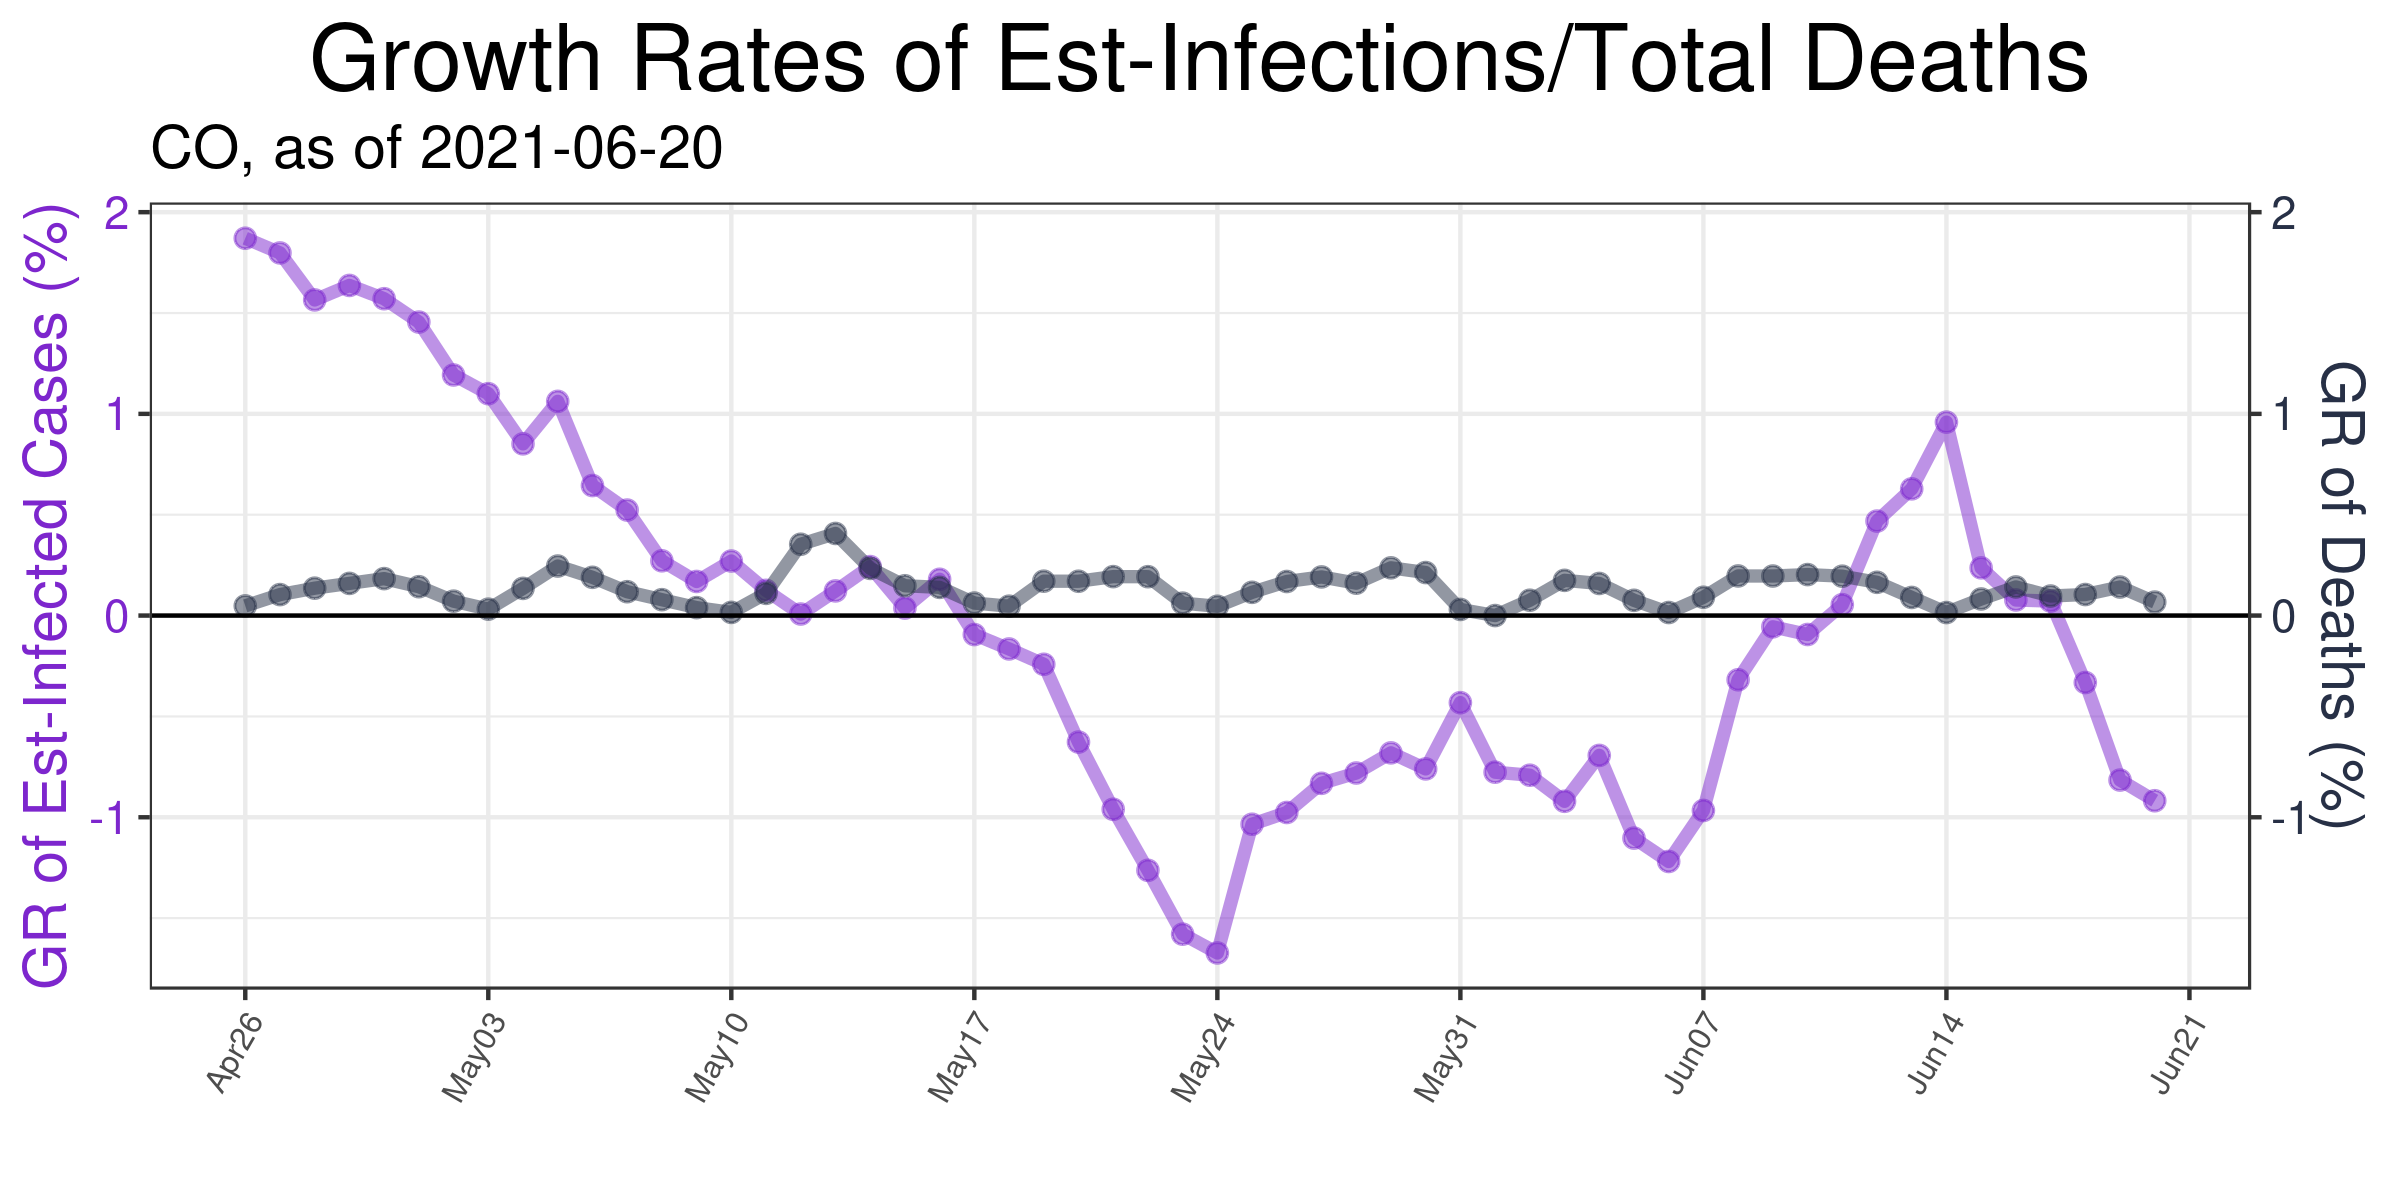 Growth Rates of Est-Infections/Total Deaths
CO, as of 2021-06-20
GR of Est-Infected Cases (%)
2
1
0
-1
2
1
0
-1
GR of Deaths (%)
Apr26
May03
May10
May17
May24
May31
Jun07
Jun14
Jun21